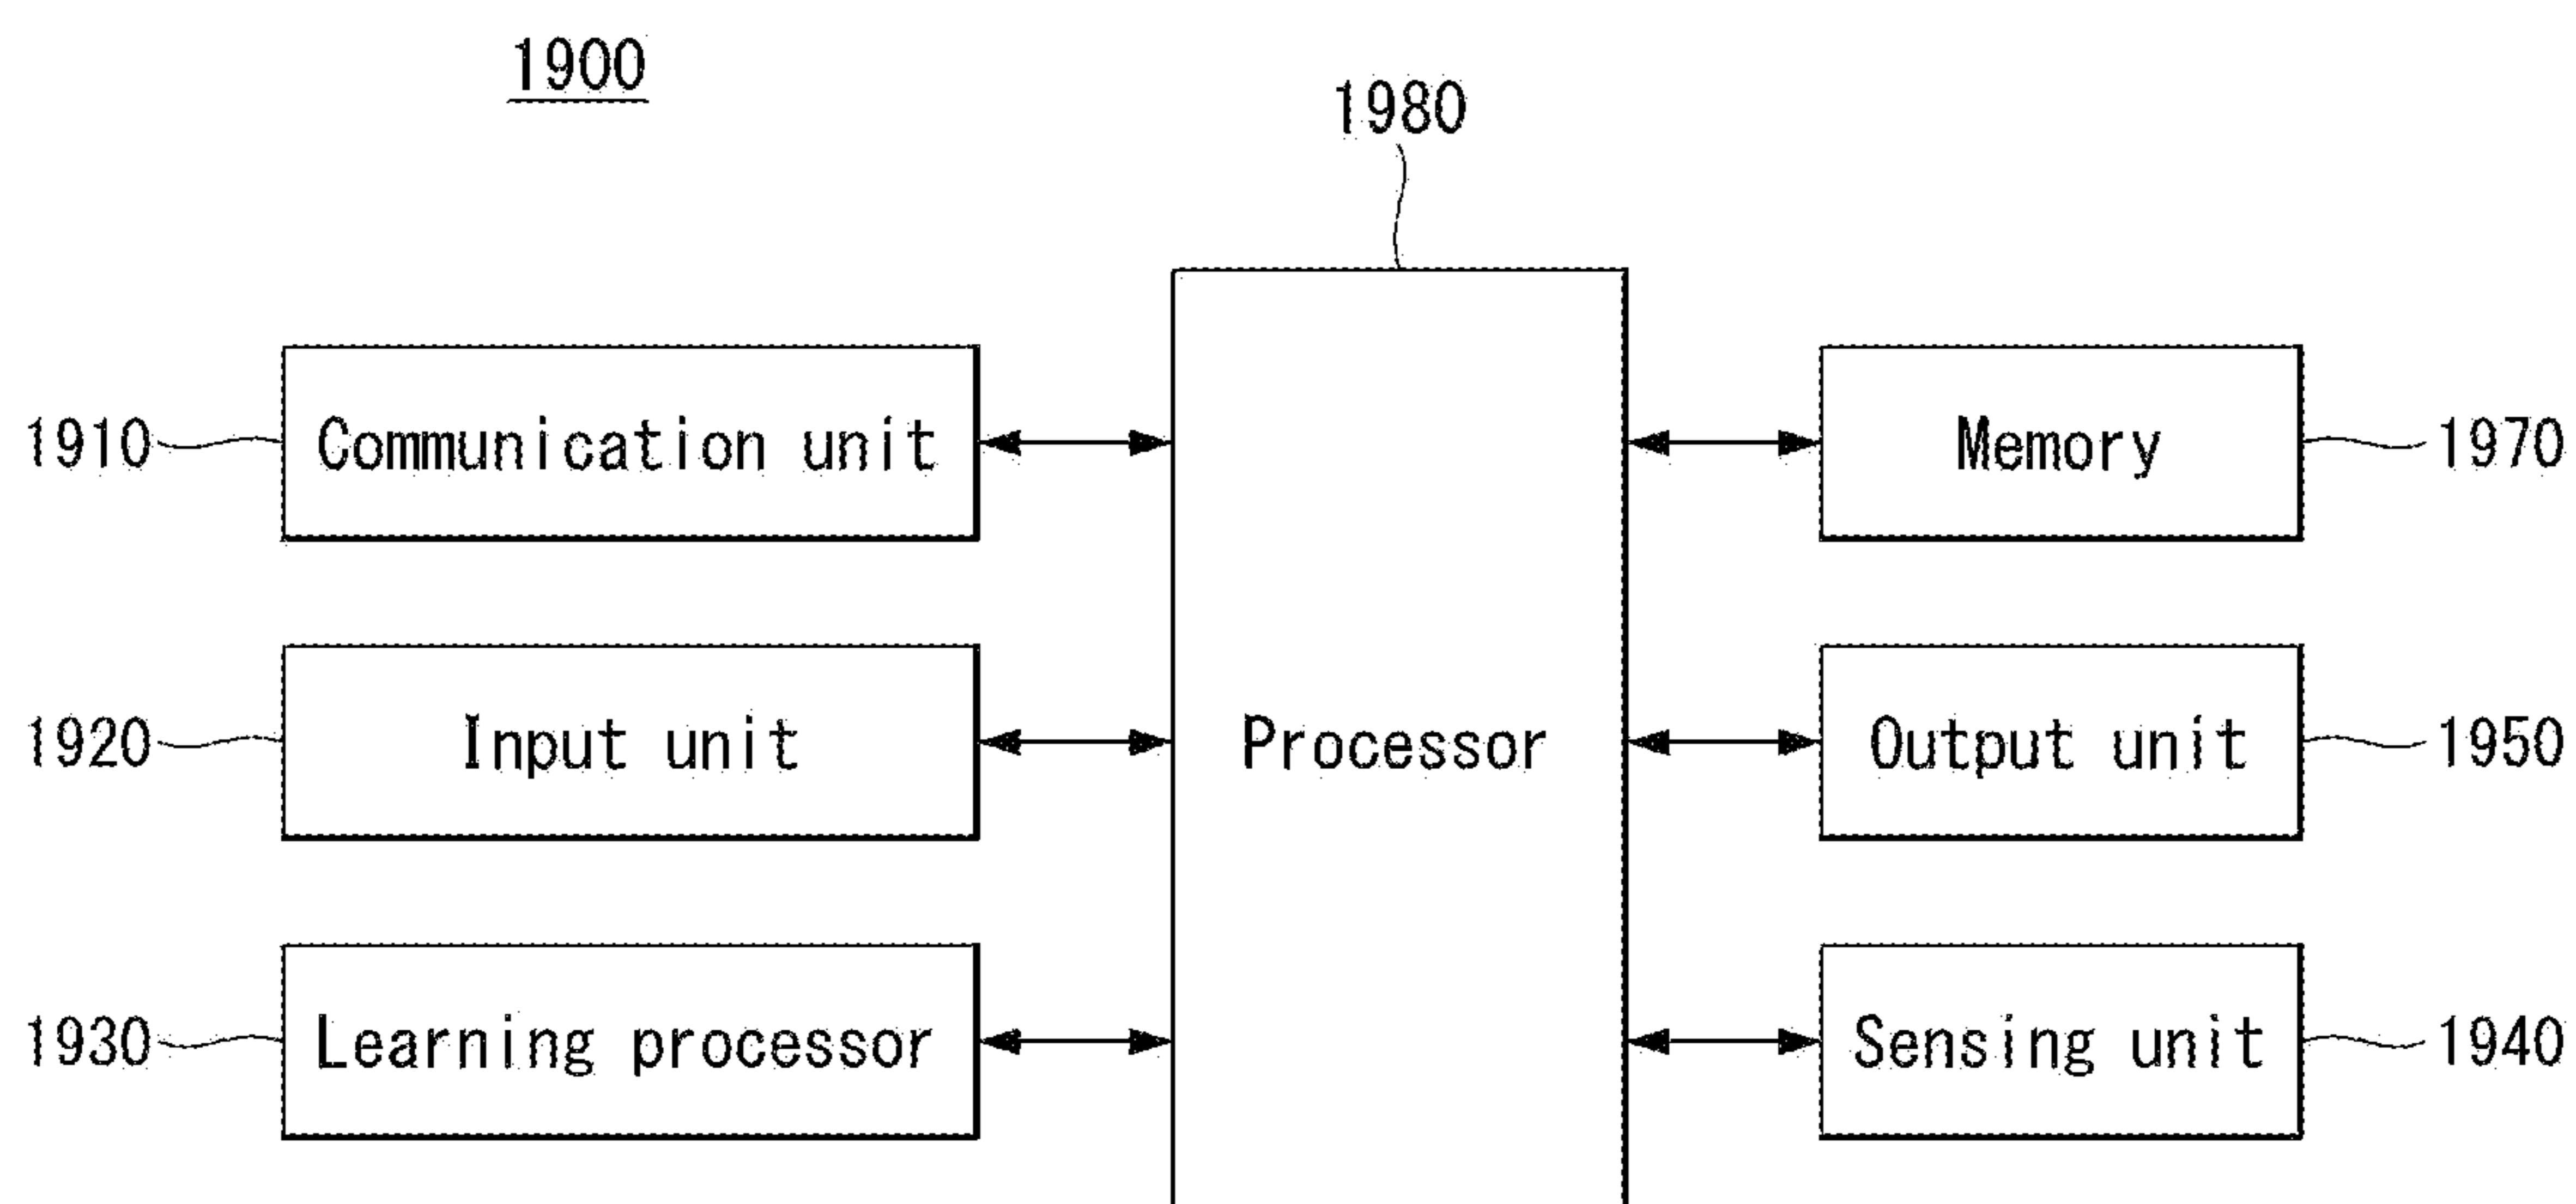 1900
1980
1910 Communication unit Memory 1970
1920 Input unit Processor Output unit 1950
1930 Learning processor Sensing unit 1940